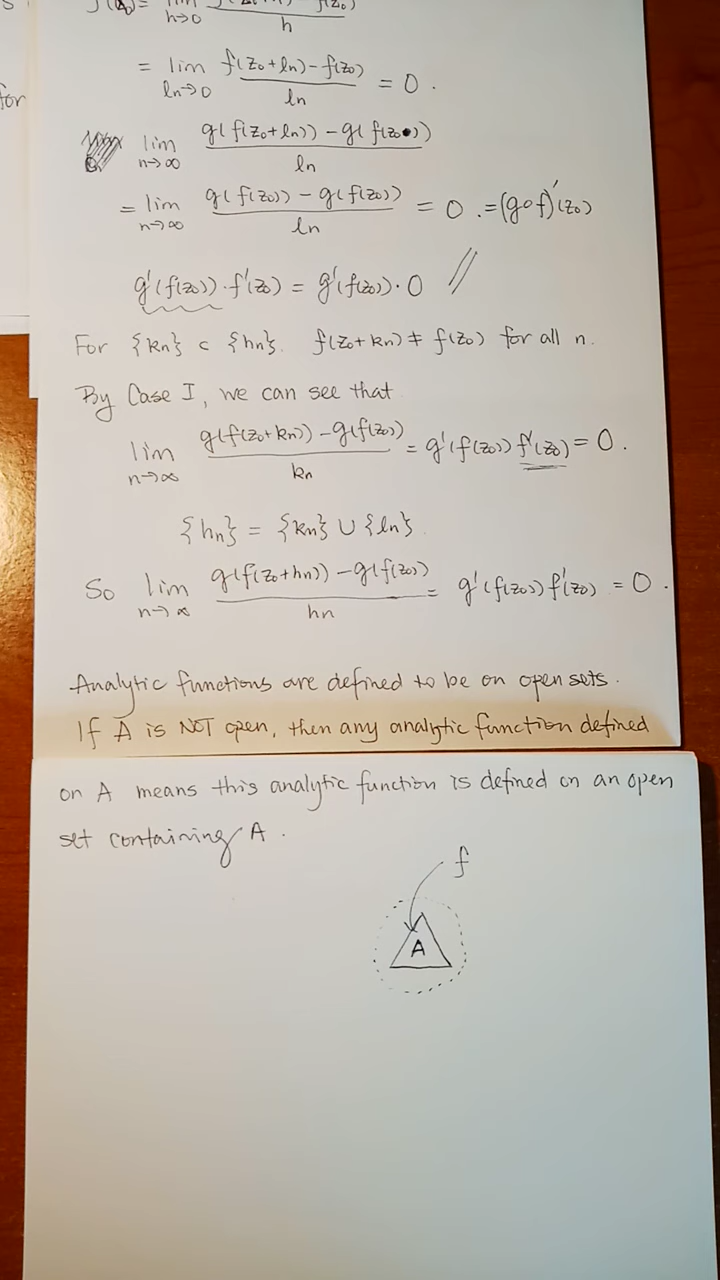 = lim h→0 / h
= lim ln→0 f(z0+ln)-f(z0) / ln = 0.
for
lim n→∞ g(f(z0+ln)) - g(f(z0)) / ln
= lim n→∞ g(f(z0)) - g(f(z0)) / ln = 0. = (g∘f)'(z0)
g'(f(z0))·f'(z0) = g'(f(z0))·0 //
For {kn} ⊂ {hn}. f(z0+kn) ≠ f(z0) for all n.
By Case I, we can see that
lim n→∞ g(f(z0+kn)) - g(f(z0)) / kn = g'(f(z0)) f'(z0) = 0.
{hn} = {kn} ∪ {ln}.
So lim n→∞ g(f(z0+hn)) - g(f(z0)) / hn = g'(f(z0)) f'(z0) = 0.
Analytic functions are defined to be on open sets.
If A is NOT open, then any analytic function defined
on A means this analytic function is defined on an open
set containing A.
f
A